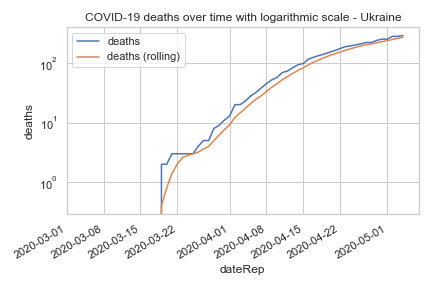 COVID-19 deaths over time with logarithmic scale - Ukraine
deaths
deaths (rolling)
10²
10¹
10⁰
deaths
2020-03-01
2020-03-08
2020-03-15
2020-03-22
2020-04-01
2020-04-08
2020-04-15
2020-04-22
2020-05-01
dateRep